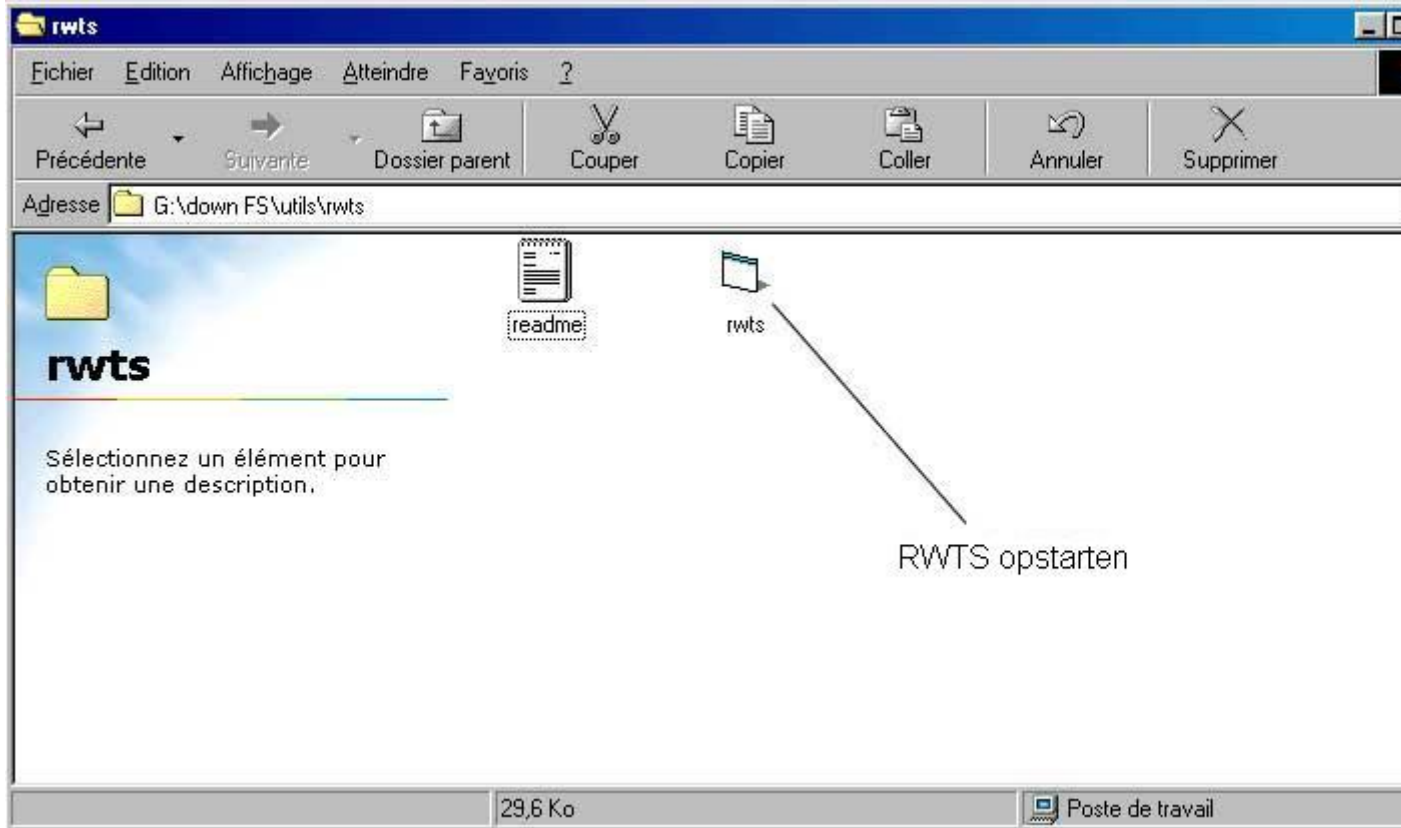 rwts
Fichier Edition Affichage Atteindre Favoris ?
Précédente Suivante Dossier parent Couper Copier Coller Annuler Supprimer
Adresse G:\down FS\utils\rwts
readme rwts
rwts
Sélectionnez un élément pour
obtenir une description.
RWTS opstarten
29,6 Ko Poste de travail